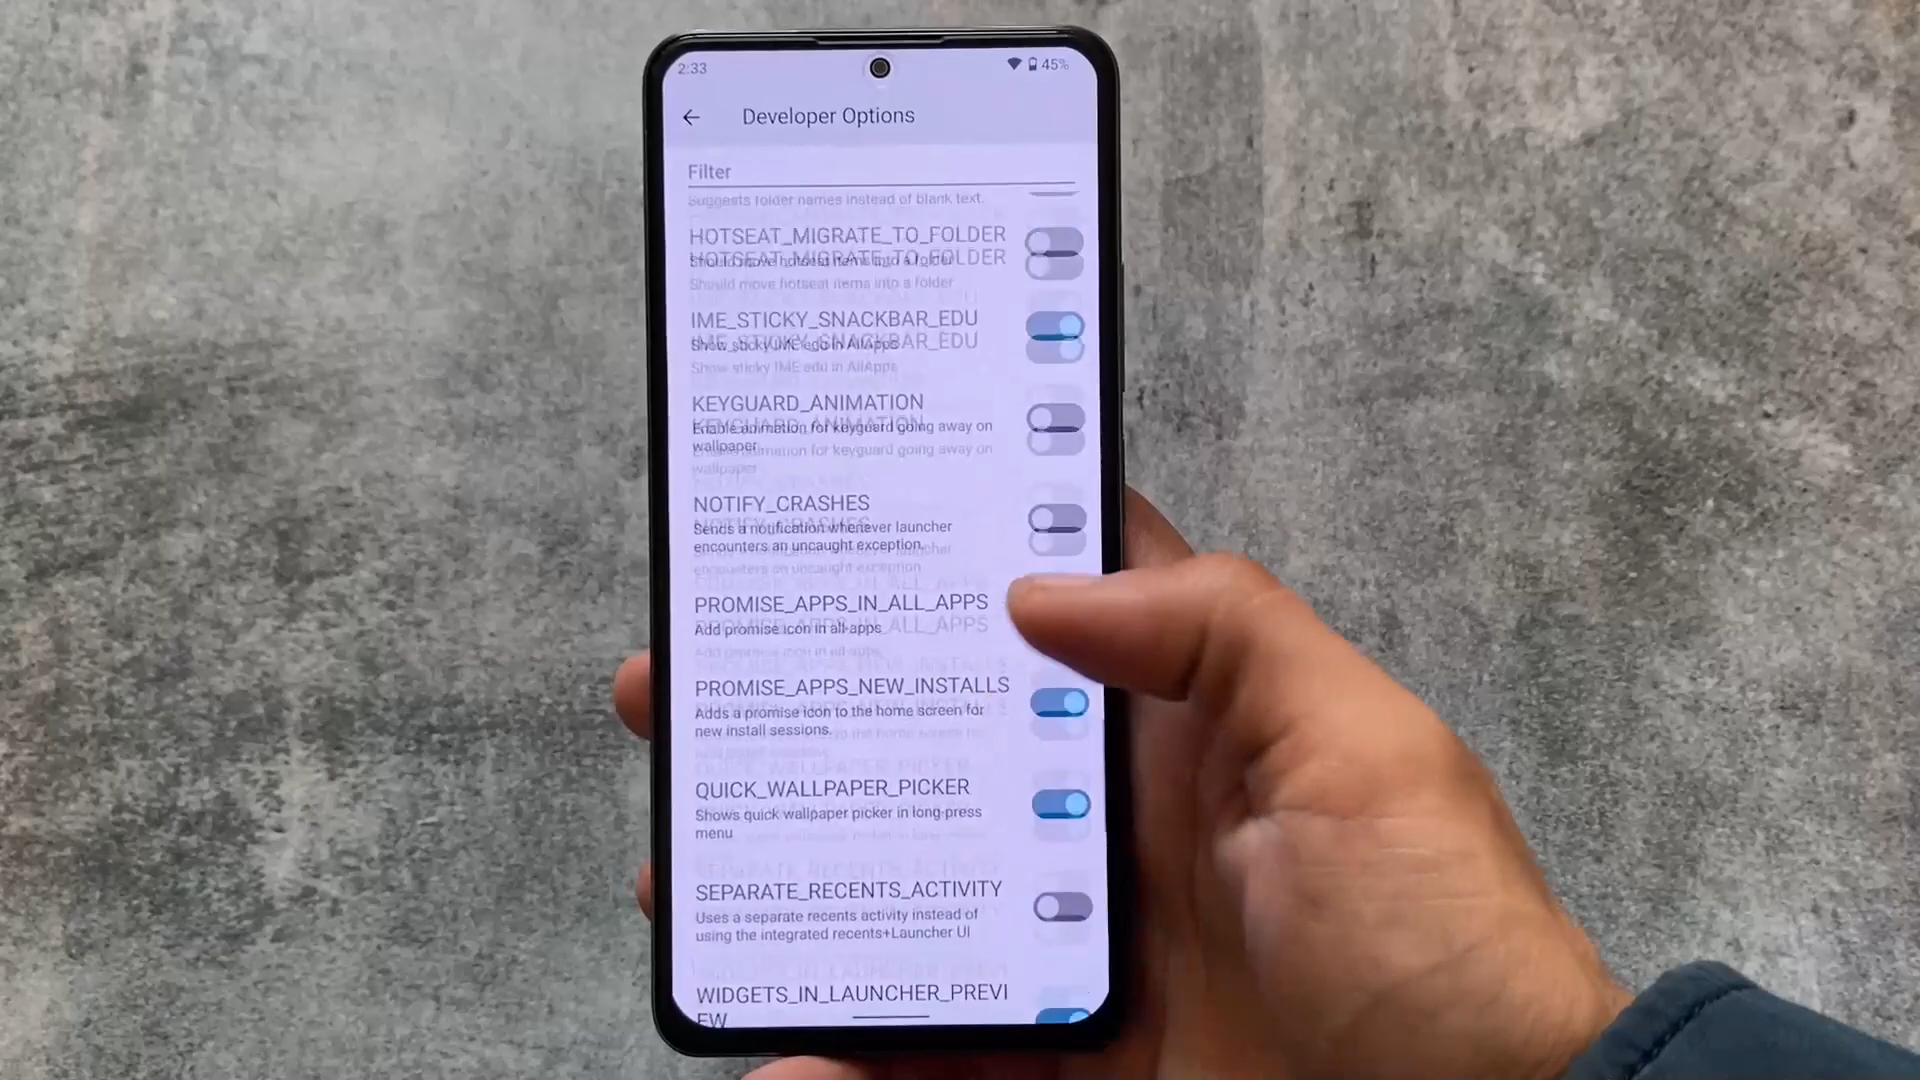 2:33
45%
Developer Options
Filter
Suggests folder names instead of blank text.
HOTSEAT_MIGRATE_TO_FOLDER
Should move hotseat items into a folder
IME_STICKY_SNACKBAR_EDU
Show sticky IME edu in AllApps
KEYGUARD_ANIMATION
Enable animation for keyguard going away on
wallpaper
NOTIFY_CRASHES
Sends a notification whenever launcher
encounters an uncaught exception.
PROMISE_APPS_IN_ALL_APPS
Add promise icon in all-apps
PROMISE_APPS_NEW_INSTALLS
Adds a promise icon to the home screen for
new install sessions.
QUICK_WALLPAPER_PICKER
Shows quick wallpaper picker in long-press
menu
SEPARATE_RECENTS_ACTIVITY
Uses a separate recents activity instead of
using the integrated recents+Launcher UI
WIDGETS_IN_LAUNCHER_PREVI
EW